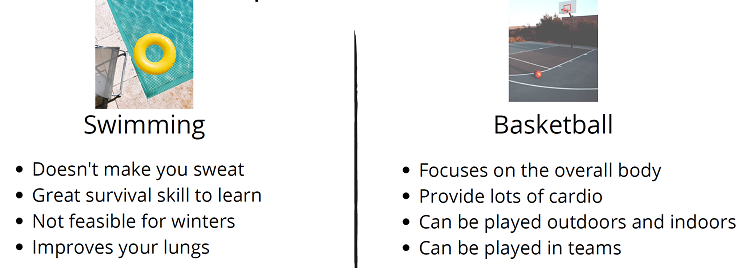 Swimming
• Doesn't make you sweat
• Great survival skill to learn
• Not feasible for winters
• Improves your lungs
Basketball
• Focuses on the overall body
• Provide lots of cardio
• Can be played outdoors and indoors
• Can be played in teams